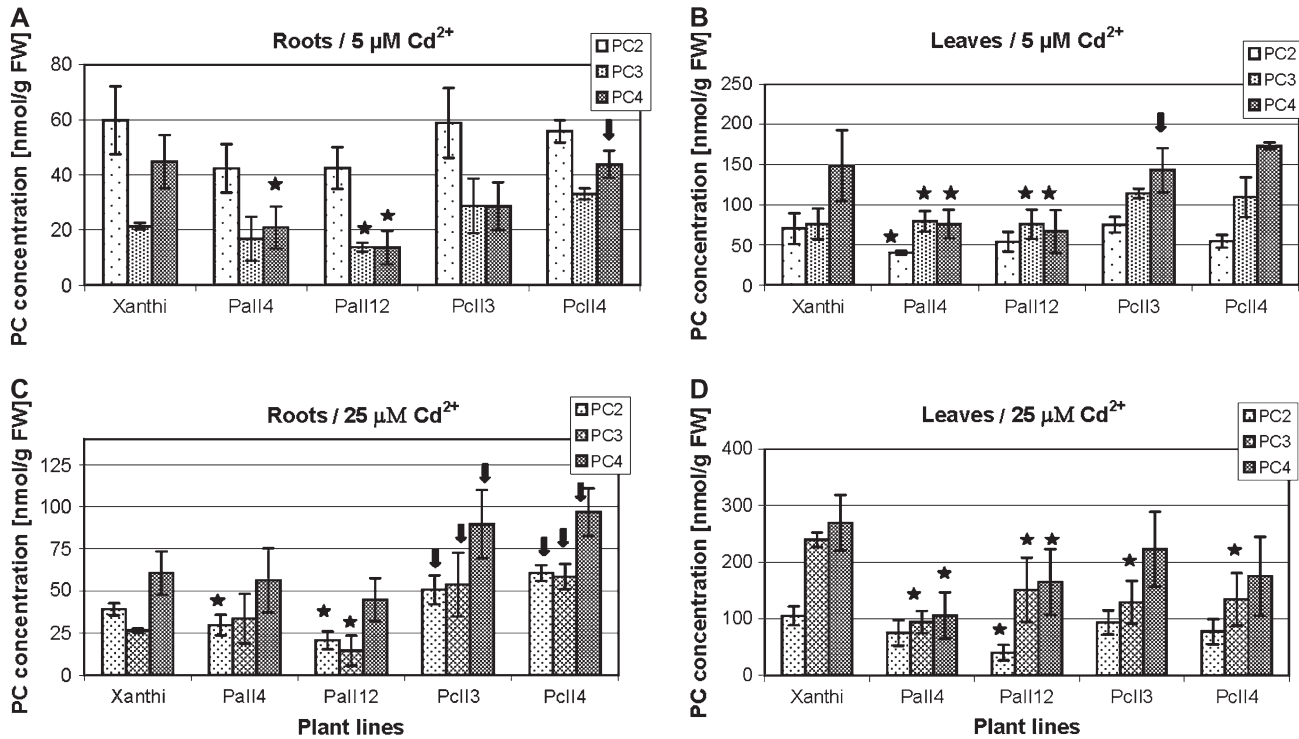 A
Roots / 5 µM Cd²⁺
PC2
PC3
PC4
PC concentration [nmol/g FW]
80
60
40
20
0
Xanthi PaII4 PaII12 PcII3 PcII4
B
Leaves / 5 µM Cd²⁺
PC2
PC3
PC4
PC concentration [nmol/g FW]
250
200
150
100
50
0
Xanthi PaII4 PaII12 PcII3 PcII4
C
Roots / 25 µM Cd²⁺
PC2
PC3
PC4
PC concentration [nmol/g FW]
125
100
75
50
25
0
Xanthi PaII4 PaII12 PcII3 PcII4
Plant lines
D
Leaves / 25 µM Cd²⁺
PC2
PC3
PC4
PC concentration [nmol/g FW]
400
300
200
100
0
Xanthi PaII4 PaII12 PcII3 PcII4
Plant lines